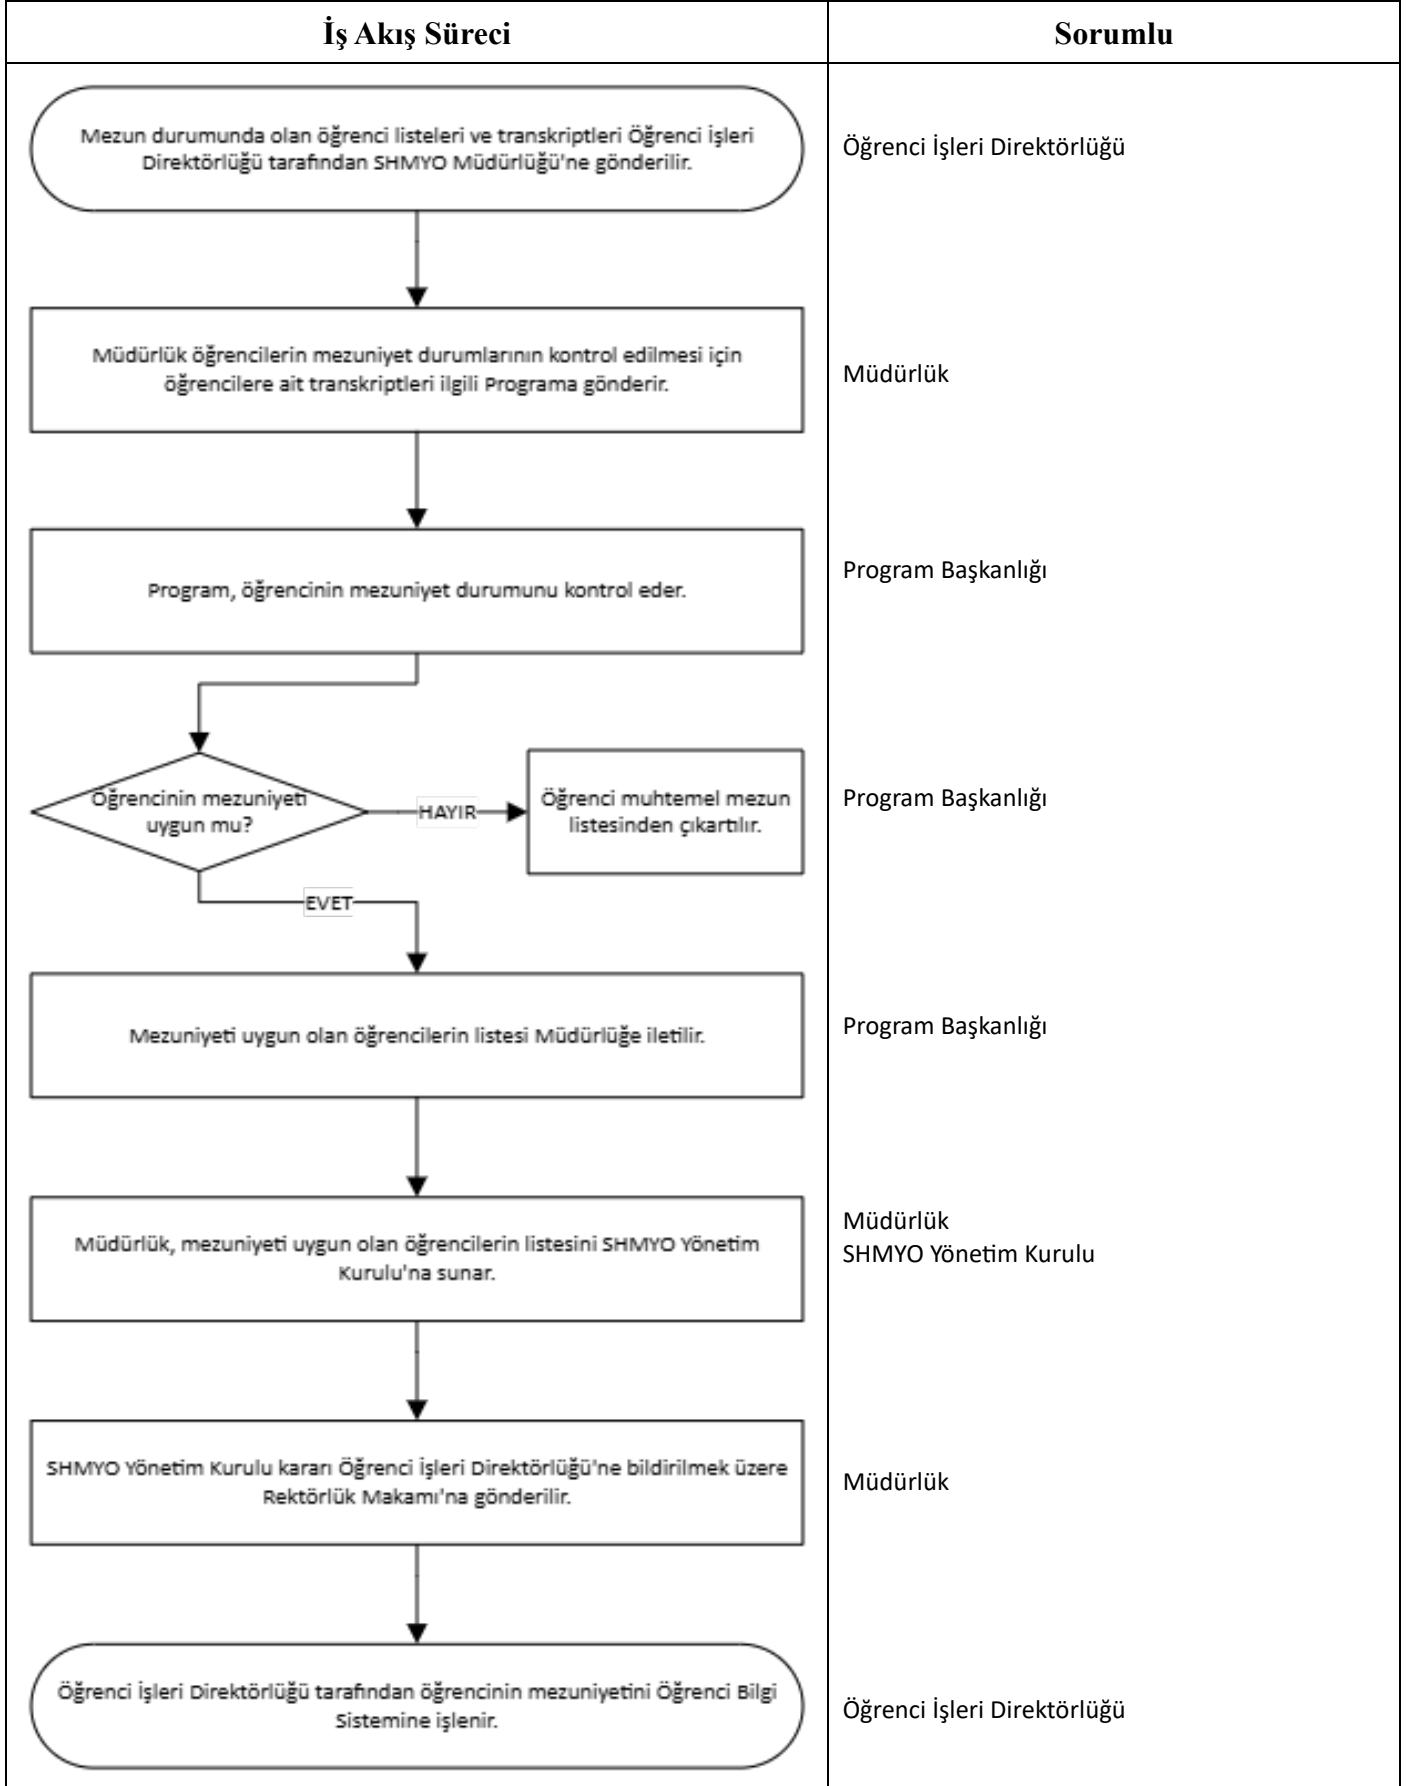 İş Akış Süreci
Sorumlu
Mezun durumunda olan öğrenci listeleri ve transkriptleri Öğrenci İşleri
Direktörlüğü tarafından SHMYO Müdürlüğü'ne gönderilir.
Öğrenci İşleri Direktörlüğü
Müdürlük öğrencilerin mezuniyet durumlarının kontrol edilmesi için
öğrencilere ait transkriptleri ilgili Programa gönderir.
Müdürlük
Program, öğrencinin mezuniyet durumunu kontrol eder.
Program Başkanlığı
Öğrencinin mezuniyeti
uygun mu?
HAYIR
Öğrenci muhtemel mezun
listesinden çıkartılır.
Program Başkanlığı
EVET
Mezuniyeti uygun olan öğrencilerin listesi Müdürlüğe iletilir.
Program Başkanlığı
Müdürlük, mezuniyeti uygun olan öğrencilerin listesini SHMYO Yönetim
Kurulu'na sunar.
Müdürlük
SHMYO Yönetim Kurulu
SHMYO Yönetim Kurulu kararı Öğrenci İşleri Direktörlüğü'ne bildirilmek üzere
Rektörlük Makamı'na gönderilir.
Müdürlük
Öğrenci İşleri Direktörlüğü tarafından öğrencinin mezuniyetini Öğrenci Bilgi
Sistemine işlenir.
Öğrenci İşleri Direktörlüğü